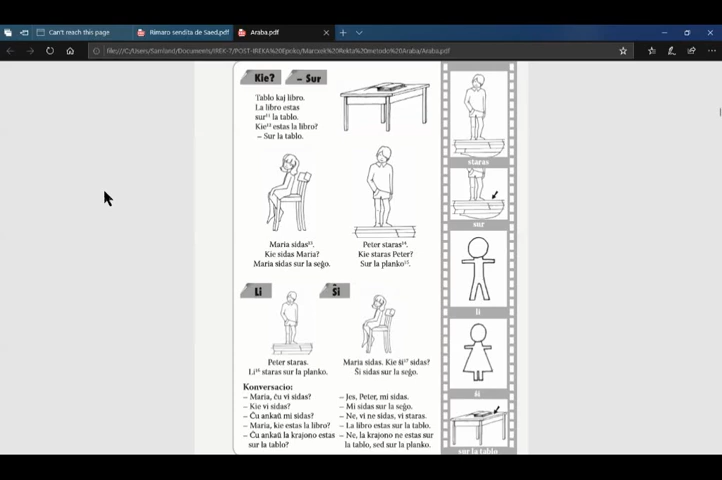 Can't reach this page
Rimaro sendita de Saed.pdf
Araba.pdf
Kie?
– Sur
Tablo kaj libro.
La libro estas
sur¹¹ la tablo.
Kie¹² estas la libro?
– Sur la tablo.
staras
sur
Maria sidas¹³.
Kie sidas Maria?
Maria sidas sur la seĝo.
Peter staras¹⁴.
Kie staras Peter?
Sur la planko¹⁵.
li
Li
Ŝi
Peter staras.
Li¹⁶ staras sur la planko.
Maria sidas. Kie ŝi¹⁷ sidas?
Ŝi sidas sur la seĝo.
ŝi
Konversacio:
– Maria, ĉu vi sidas?
– Kie vi sidas?
– Ĉu ankaŭ mi sidas?
– Maria, kie estas la libro?
– Ĉu ankaŭ la krajono estas
sur la tablo?
– Jes, Peter, mi sidas.
– Mi sidas sur la seĝo.
– Ne, vi ne sidas, vi staras.
– La libro estas sur la tablo.
– Ne, la krajono ne estas sur
la tablo, sed sur la planko.
sur la tablo